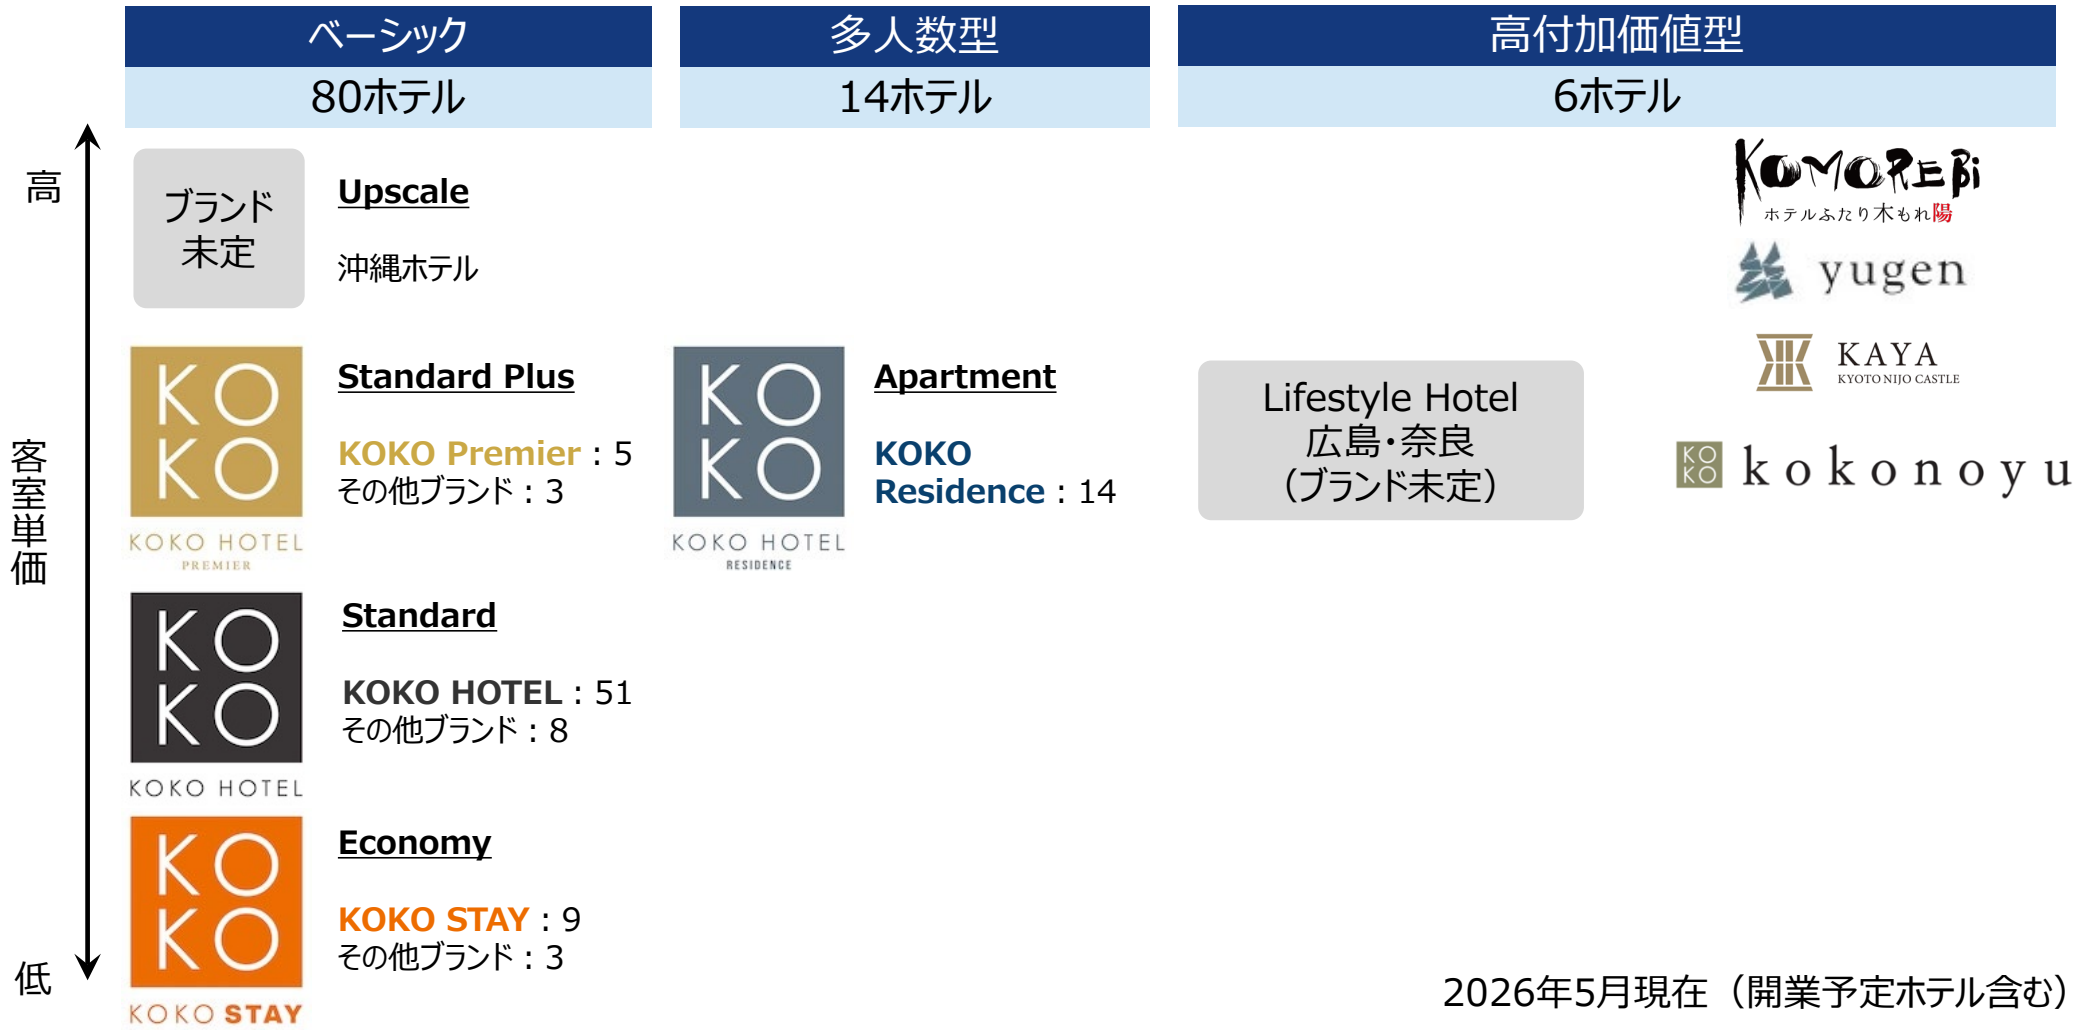 ベーシック
80ホテル
多人数型
14ホテル
高付加価値型
6ホテル
高
客室単価
低
ブランド
未定
Upscale
沖縄ホテル
KO
KO
KOKO HOTEL
PREMIER
Standard Plus
KOKO Premier：5
その他ブランド：3
KO
KO
KOKO HOTEL
Standard
KOKO HOTEL：51
その他ブランド：8
KO
KO
KOKO STAY
Economy
KOKO STAY：9
その他ブランド：3
KO
KO
KOKO HOTEL
RESIDENCE
Apartment
KOKO
Residence：14
Lifestyle Hotel
広島・奈良
（ブランド未定）
KOMOREBi
ホテルふたり木もれ陽
yugen
KAYA
KYOTO NIJO CASTLE
KO
KO
kokonoyu
2026年5月現在（開業予定ホテル含む）